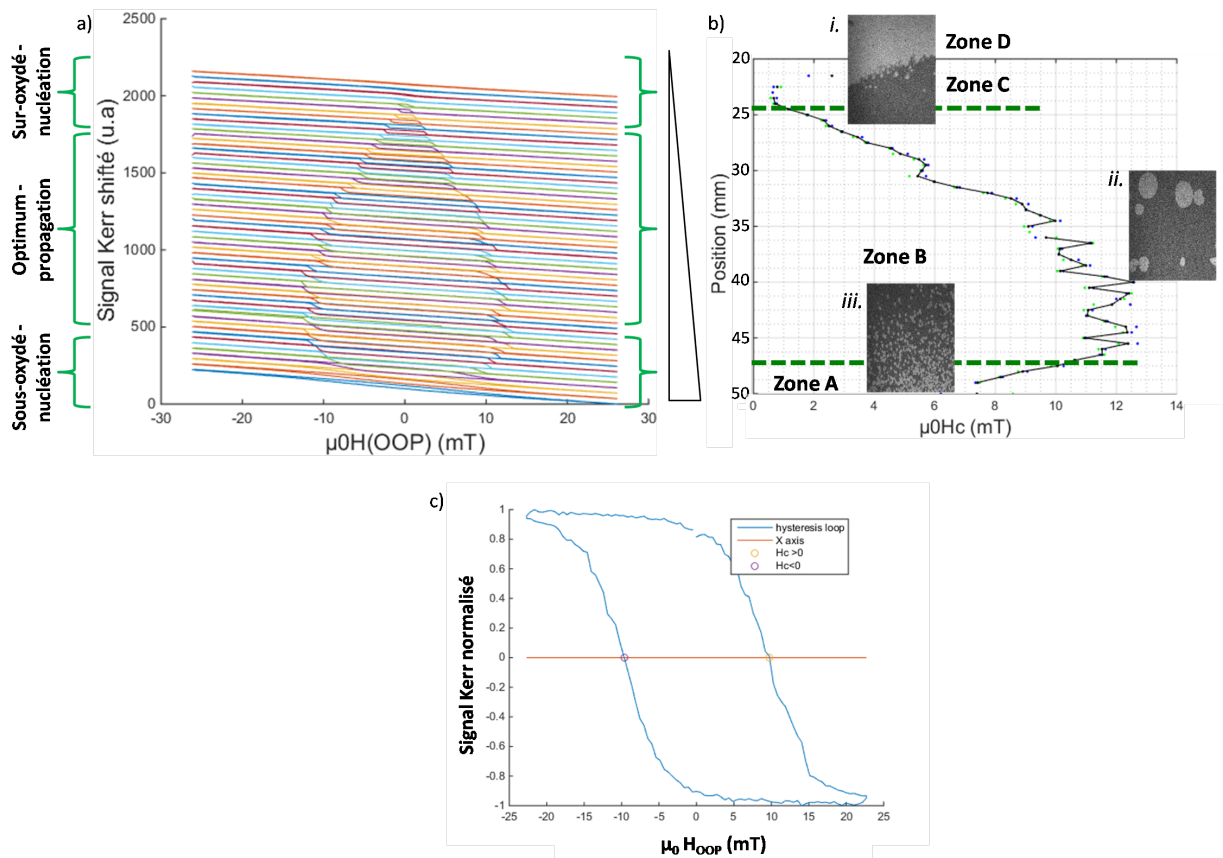 a)
Sur-oxydé -
nucléation
Optimum -
propagation
Sous-oxydé -
nucléation
Signal Kerr shifté (u.a)
2500
2000
1500
1000
500
0
-30
-20
-10
0
10
20
30
µ0H(OOP) (mT)
b)
i.
Zone D
Zone C
ii.
Zone B
iii.
Zone A
Position (mm)
20
25
30
35
40
45
50
0
2
4
6
8
10
12
14
µ0Hc (mT)
c)
Signal Kerr normalisé
1
0.8
0.6
0.4
0.2
0
-0.2
-0.4
-0.6
-0.8
-1
-25
-20
-15
-10
-5
0
5
10
15
20
25
hysteresis loop
X axis
Hc >0
Hc<0
µ0 HOOP (mT)